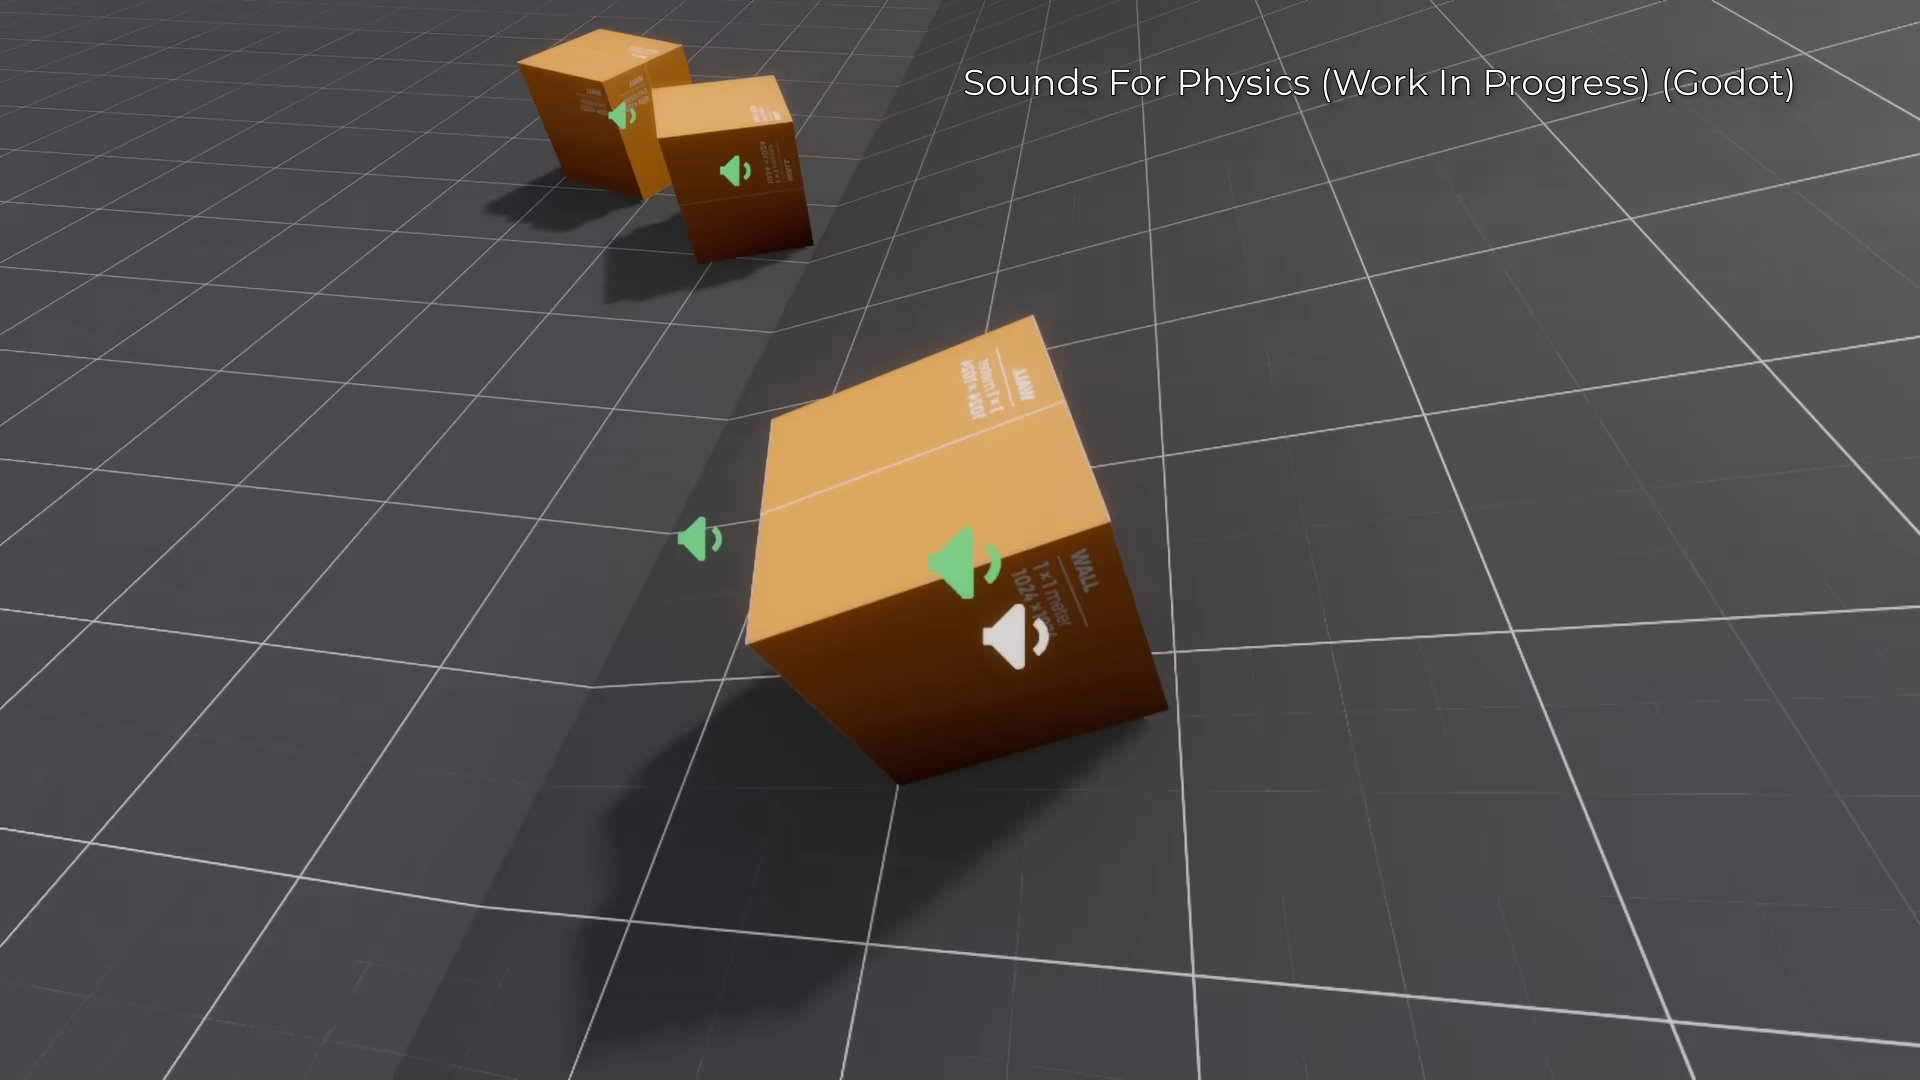 Sounds For Physics (Work In Progress) (Godot)
WALL
1 x 1 meter
1024 x 1024
WALL
1 x 1 meter